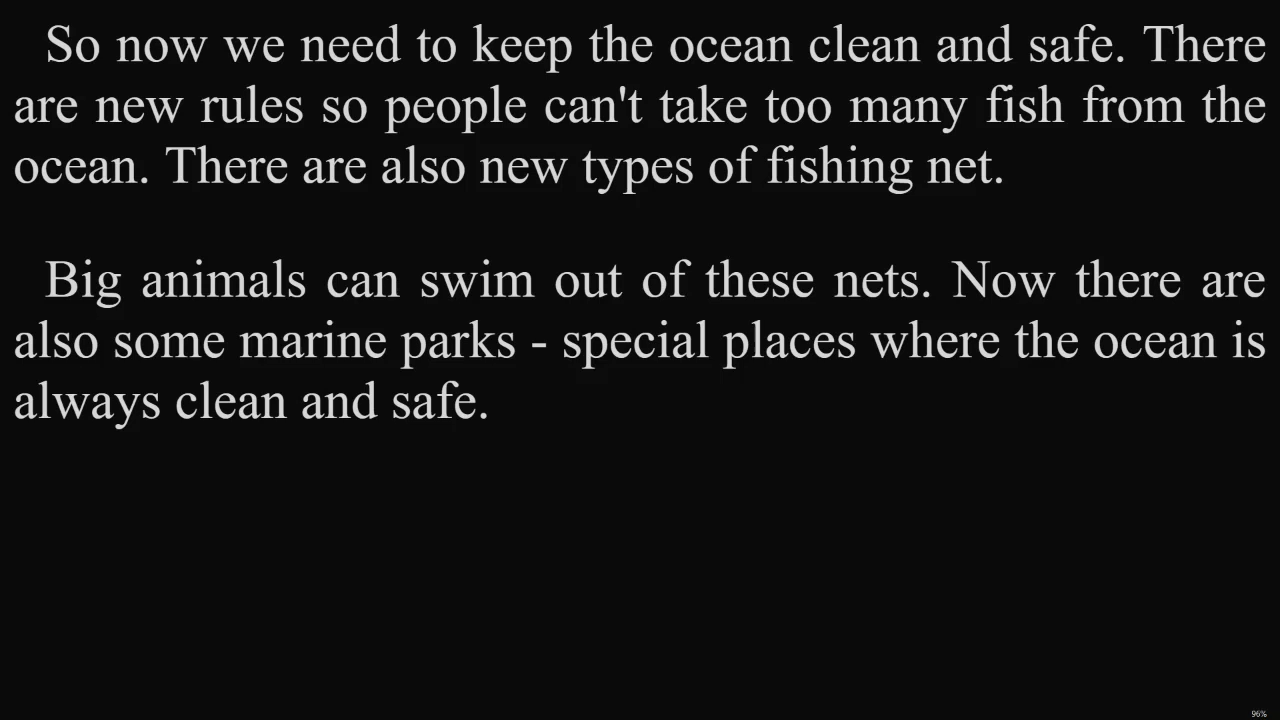 So now we need to keep the ocean clean and safe. There
are new rules so people can't take too many fish from the
ocean. There are also new types of fishing net.
Big animals can swim out of these nets. Now there are
also some marine parks - special places where the ocean is
always clean and safe.
96%